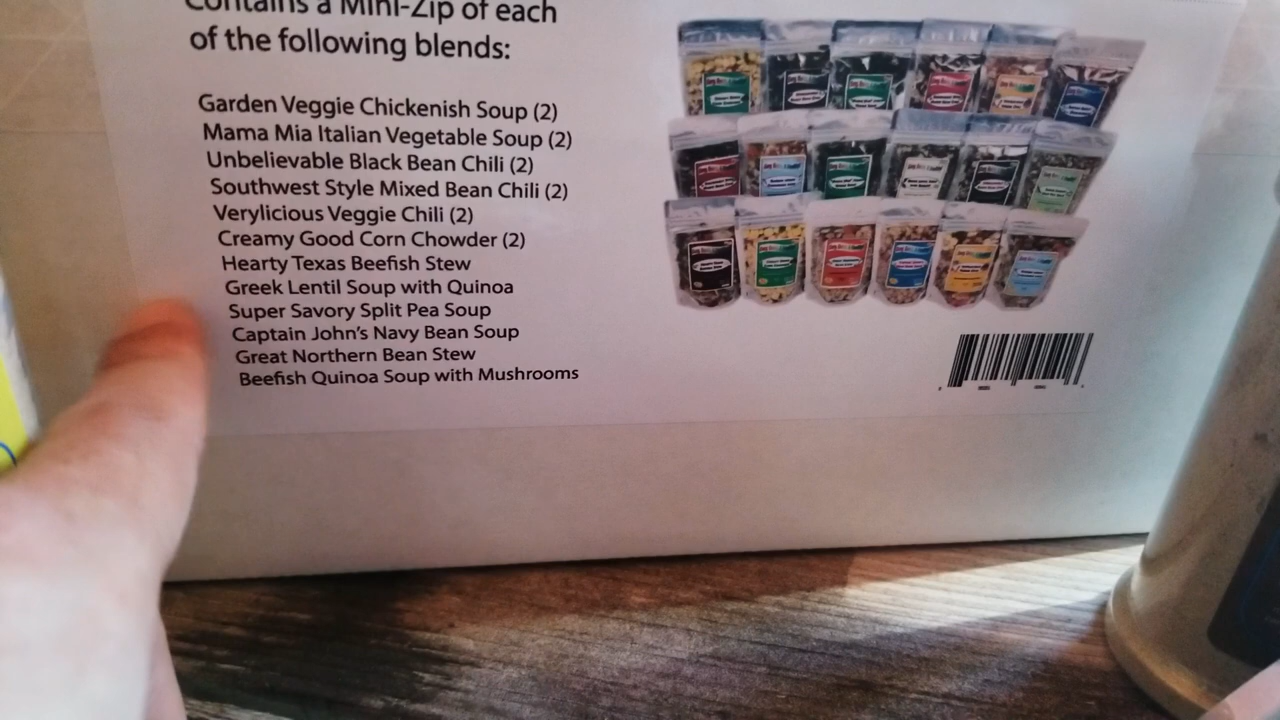 Contains a Mini-Zip of each
of the following blends:
Garden Veggie Chickenish Soup (2)
Mama Mia Italian Vegetable Soup (2)
Unbelievable Black Bean Chili (2)
Southwest Style Mixed Bean Chili (2)
Verylicious Veggie Chili (2)
Creamy Good Corn Chowder (2)
Hearty Texas Beefish Stew
Greek Lentil Soup with Quinoa
Super Savory Split Pea Soup
Captain John's Navy Bean Soup
Great Northern Bean Stew
Beefish Quinoa Soup with Mushrooms